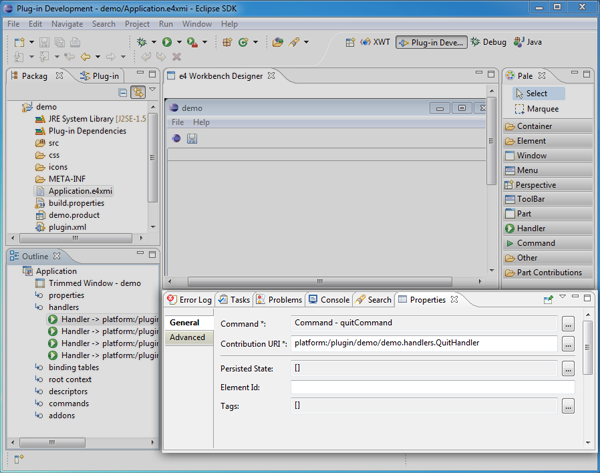 Plug-in Development - demo/Application.e4xmi - Eclipse SDK
File Edit Navigate Search Project Run Window Help
XWT Plug-in Deve... Debug Java
Packag Plug-in
demo
JRE System Library [J2SE-1.5
Plug-in Dependencies
src
css
icons
META-INF
Application.e4xmi
build.properties
demo.product
plugin.xml
e4 Workbench Designer
demo
File Help
Pale
Select
Marquee
Container
Element
Window
Menu
Perspective
ToolBar
Part
Handler
Command
Other
Part Contributions
Outline
Application
Trimmed Window - demo
properties
handlers
Handler -> platform:/plugin
Handler -> platform:/plugin
Handler -> platform:/plugin
Handler -> platform:/plugin
binding tables
root context
descriptors
commands
addons
Error Log Tasks Problems Console Search Properties
General
Advanced
Command *: Command - quitCommand ...
Contribution URI *: platform:/plugin/demo/demo.handlers.QuitHandler ...
Persisted State: [] ...
Element Id:
Tags: [] ...